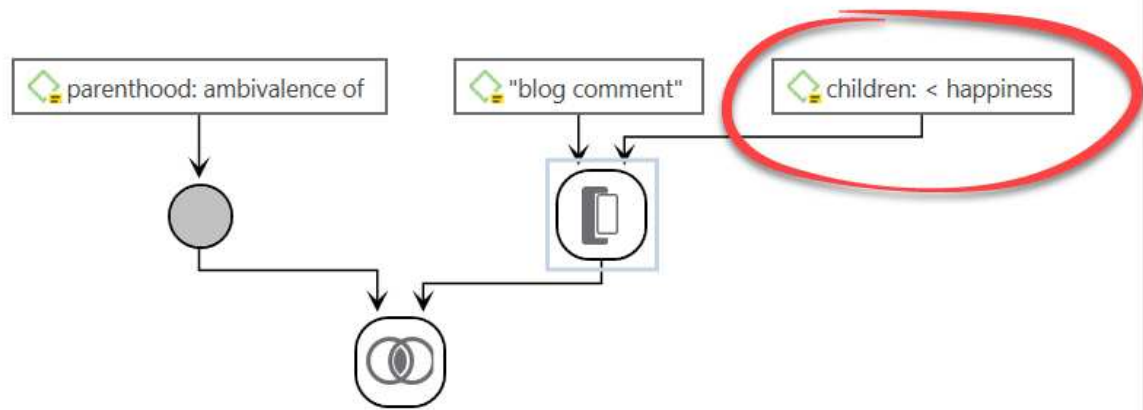 parenthood: ambivalence of
"blog comment"
children: < happiness